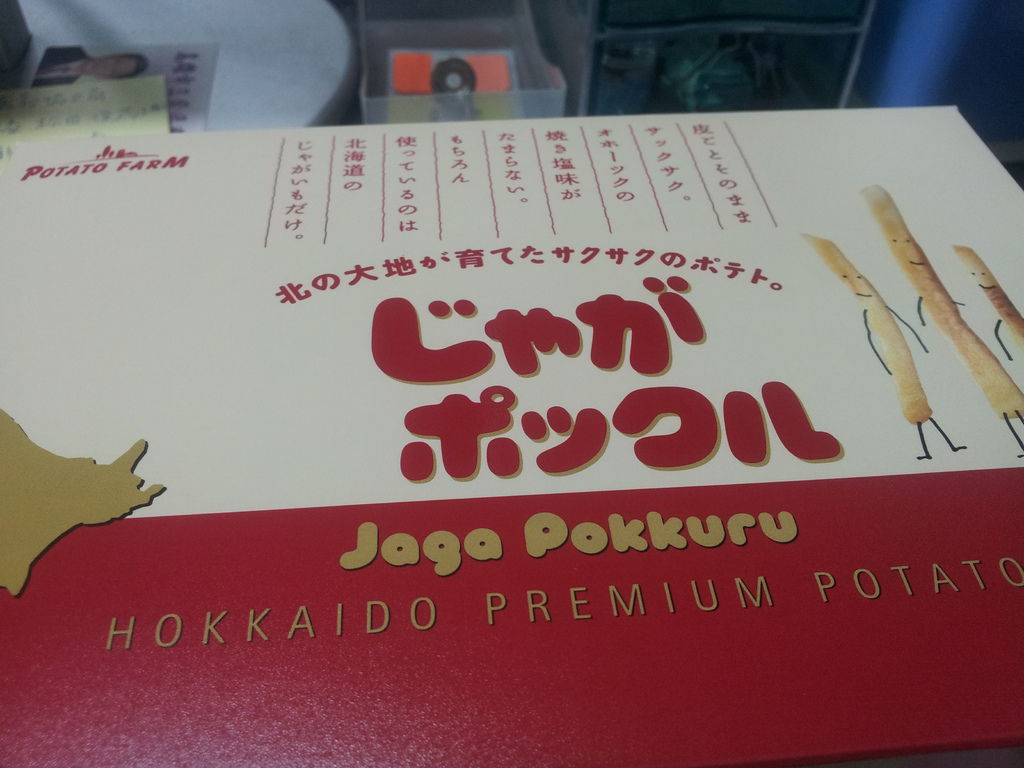 POTATO FARM
皮ごとそのまま
サックサク。
オホーツクの
焼き塩味が
たまらない。
もちろん
使っているのは
北海道の
じゃがいもだけ。
北の大地が育てたサクサクのポテト。
じゃが
ポックル
Jaga Pokkuru
HOKKAIDO PREMIUM POTATO